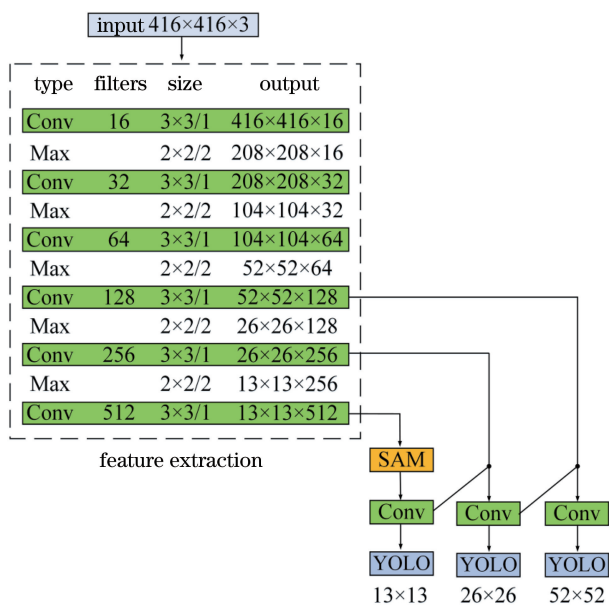 input 416×416×3
type filters size output
Conv 16 3×3/1 416×416×16
Max 2×2/2 208×208×16
Conv 32 3×3/1 208×208×32
Max 2×2/2 104×104×32
Conv 64 3×3/1 104×104×64
Max 2×2/2 52×52×64
Conv 128 3×3/1 52×52×128
Max 2×2/2 26×26×128
Conv 256 3×3/1 26×26×256
Max 2×2/2 13×13×256
Conv 512 3×3/1 13×13×512
feature extraction
SAM
Conv Conv Conv
YOLO YOLO YOLO
13×13 26×26 52×52